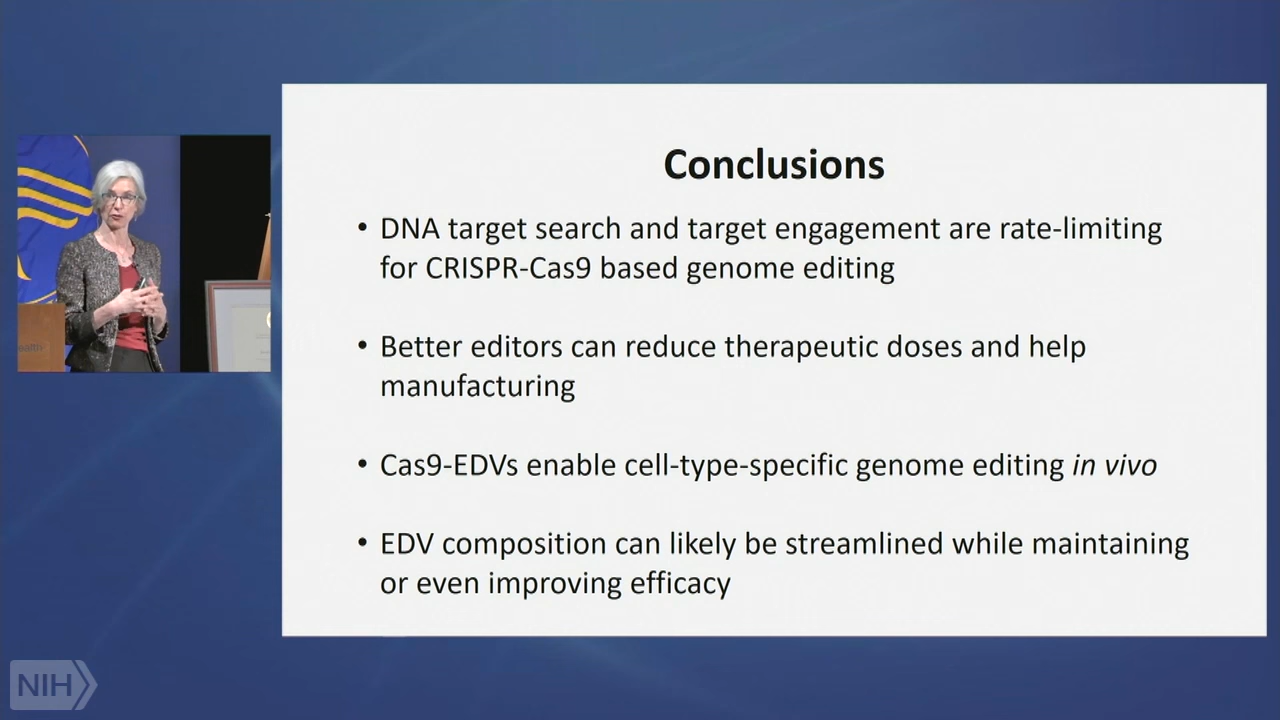 Conclusions
• DNA target search and target engagement are rate-limiting
for CRISPR-Cas9 based genome editing
• Better editors can reduce therapeutic doses and help
manufacturing
• Cas9-EDVs enable cell-type-specific genome editing in vivo
• EDV composition can likely be streamlined while maintaining
or even improving efficacy
NIH